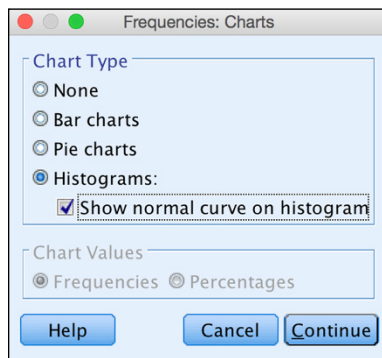 Frequencies: Charts
Chart Type
None
Bar charts
Pie charts
Histograms:
Show normal curve on histogram
Chart Values
Frequencies Percentages
Help Cancel Continue